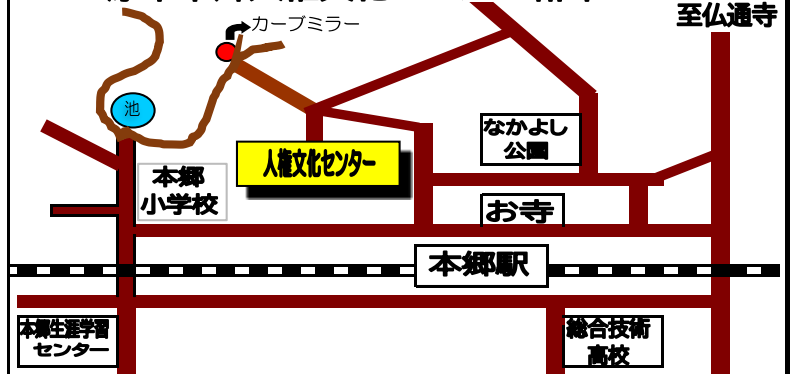 至仏通寺
カーブミラー
池
なかよし
公園
人権文化センター
本郷
小学校
お寺
本郷駅
本郷生涯学習
センター
総合技術
高校